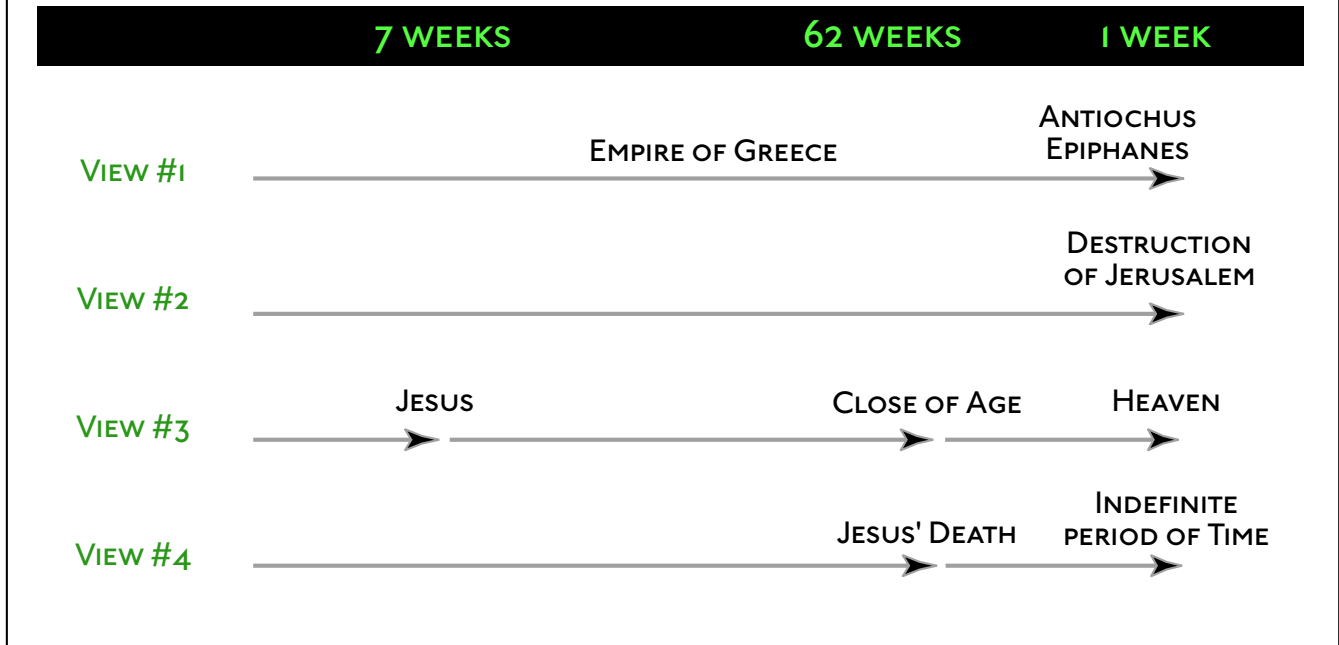 7 WEEKS 62 WEEKS 1 WEEK
VIEW #1 EMPIRE OF GREECE ANTIOCHUS
EPIPHANES
VIEW #2 DESTRUCTION
OF JERUSALEM
VIEW #3 JESUS CLOSE OF AGE HEAVEN
VIEW #4 JESUS' DEATH INDEFINITE
PERIOD OF TIME